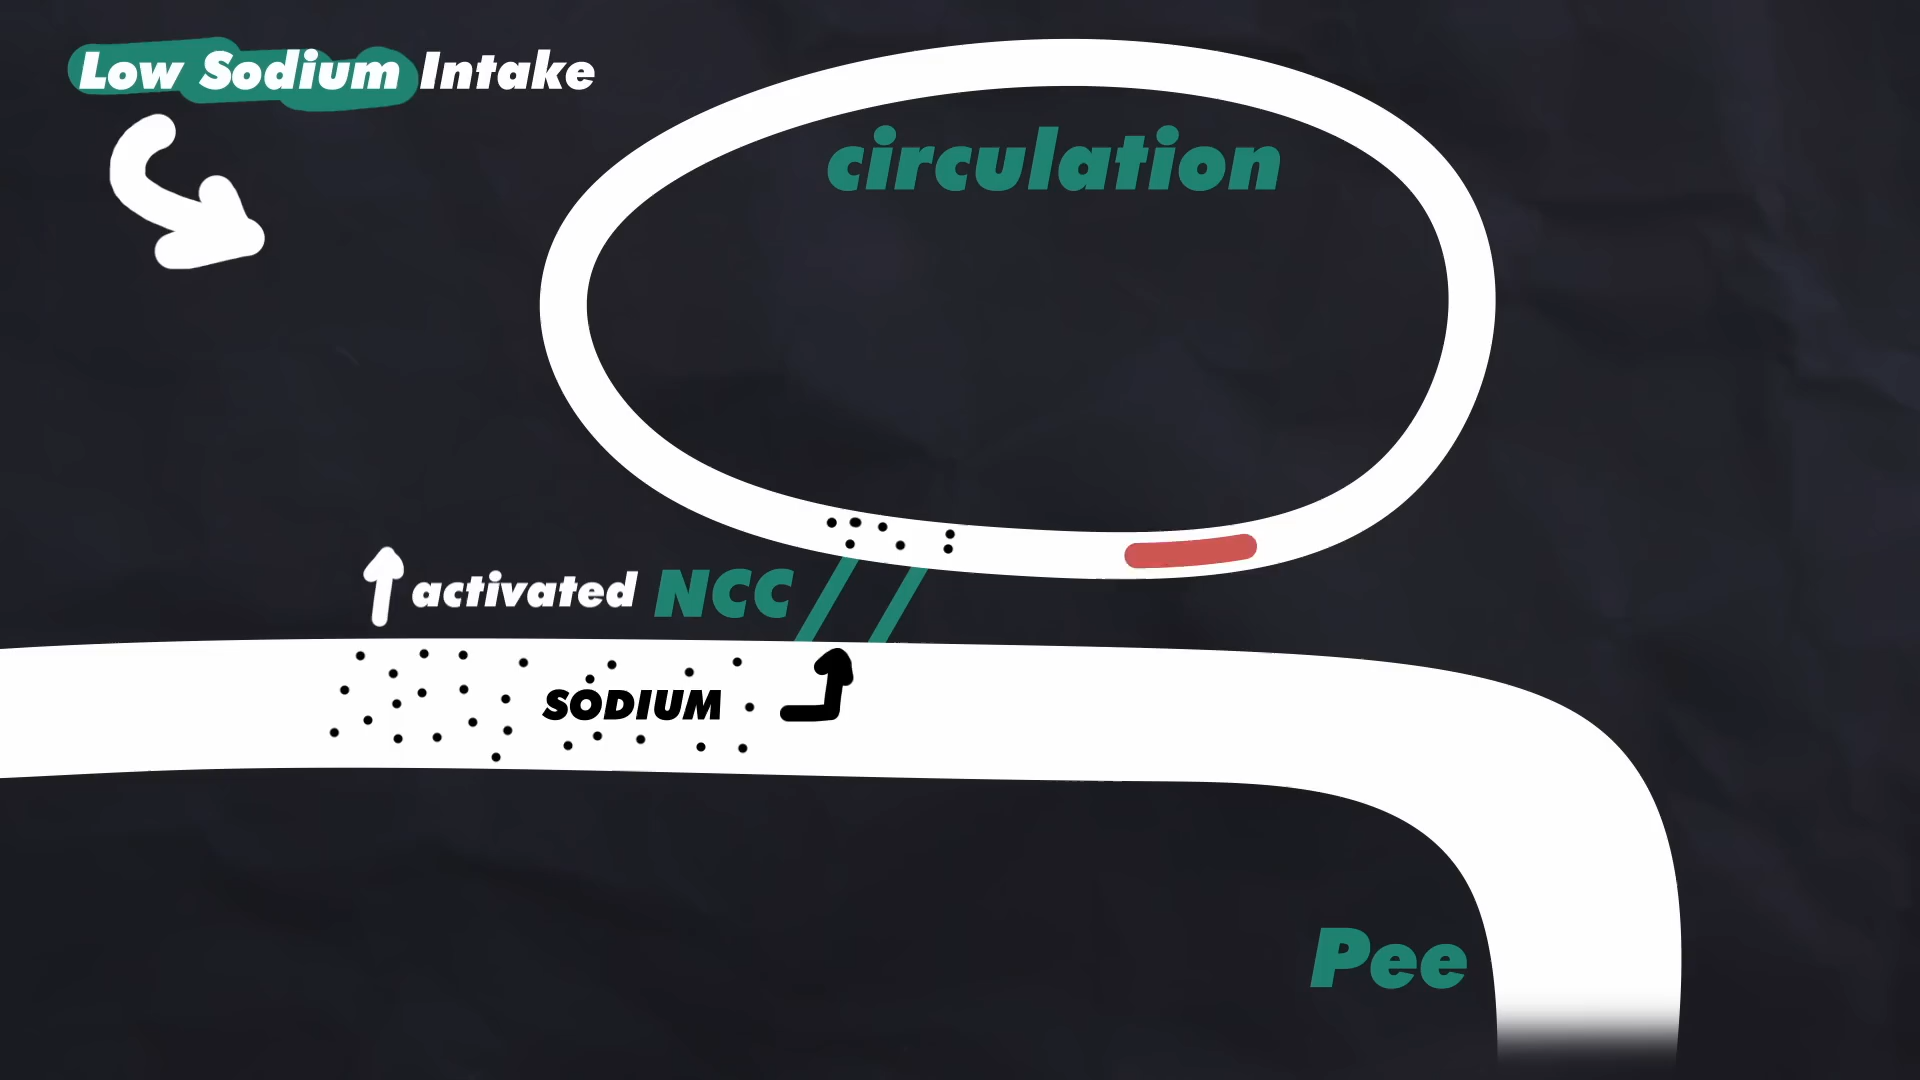 Low Sodium Intake
circulation
activated NCC
SODIUM
Pee